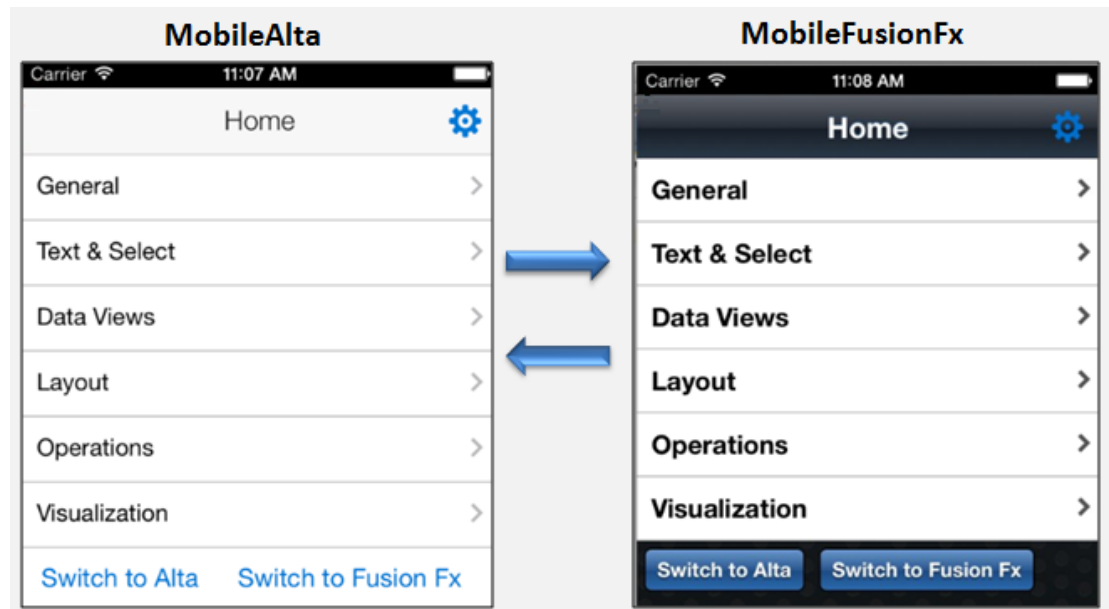 MobileAlta
Carrier 11:07 AM
Home
General
Text & Select
Data Views
Layout
Operations
Visualization
Switch to Alta Switch to Fusion Fx
MobileFusionFx
Carrier 11:08 AM
Home
General
Text & Select
Data Views
Layout
Operations
Visualization
Switch to Alta Switch to Fusion Fx